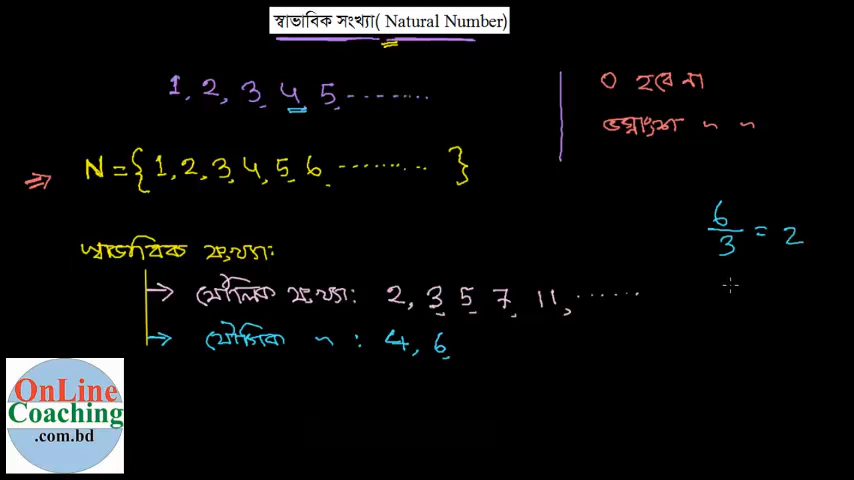 স্বাভাবিক সংখ্যা( Natural Number)
1, 2, 3, 4, 5, ---------
0 হবে না
ভগ্নাংশ " "
⇒ N = {1, 2, 3, 4, 5, 6, ---------- }
6/3 = 2
স্বাভাবিক সংখ্যা:
→ মৌলিক সংখ্যা: 2, 3, 5, 7, 11, .......
→ যৌগিক " : 4, 6,
OnLine
Coaching
.com.bd